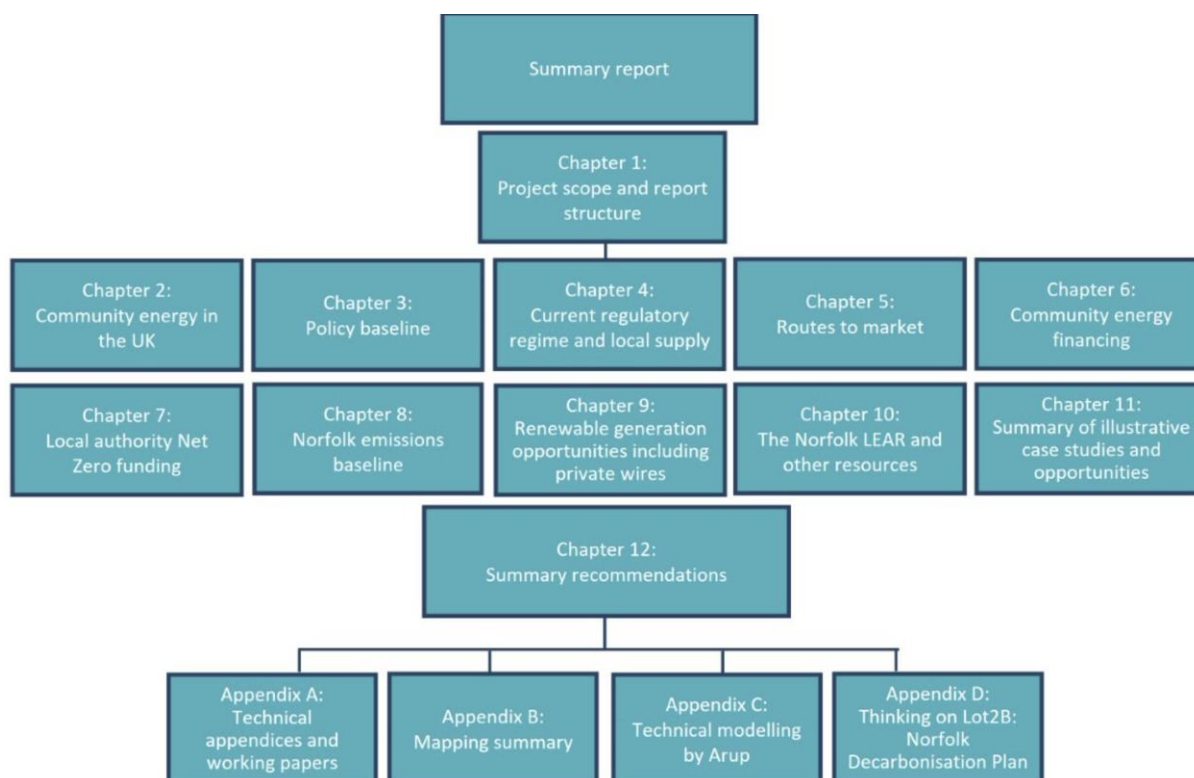 Summary report
Chapter 1:
Project scope and report
structure
Chapter 2:
Community energy in
the UK
Chapter 3:
Policy baseline
Chapter 4:
Current regulatory
regime and local supply
Chapter 5:
Routes to market
Chapter 6:
Community energy
financing
Chapter 7:
Local authority Net
Zero funding
Chapter 8:
Norfolk emissions
baseline
Chapter 9:
Renewable generation
opportunities including
private wires
Chapter 10:
The Norfolk LEAR and
other resources
Chapter 11:
Summary of illustrative
case studies and
opportunities
Chapter 12:
Summary recommendations
Appendix A:
Technical
appendices and
working papers
Appendix B:
Mapping summary
Appendix C:
Technical modelling
by Arup
Appendix D:
Thinking on Lot2B:
Norfolk
Decarbonisation Plan